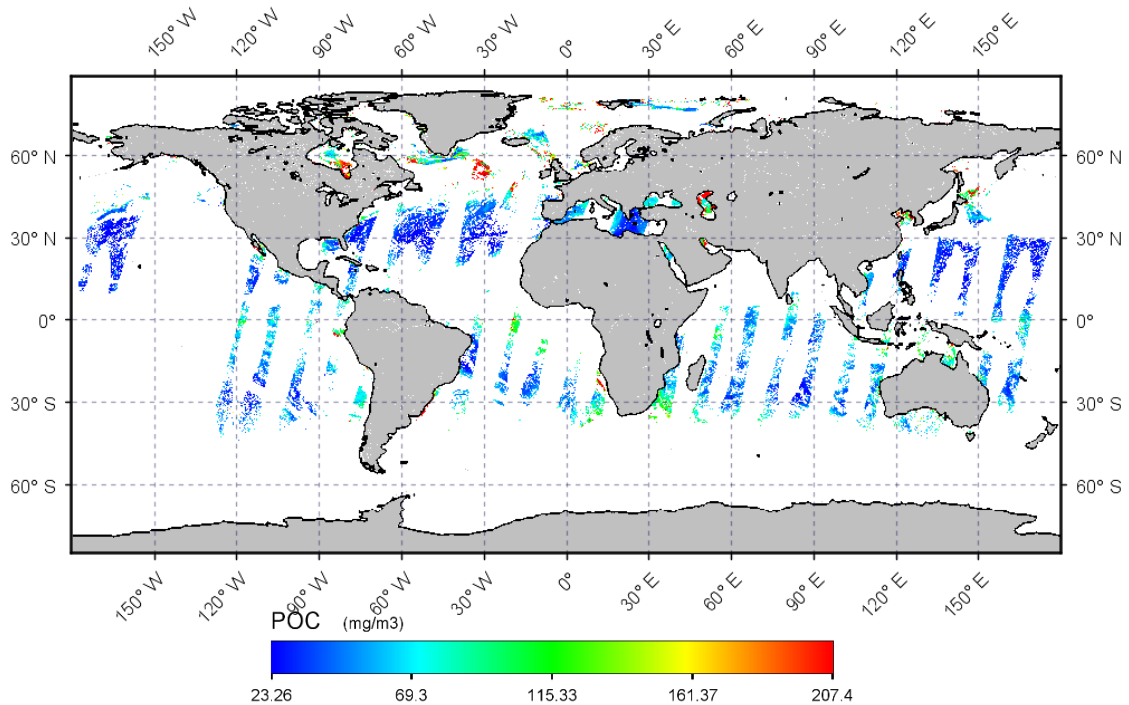 150° W 120° W 90° W 60° W 30° W 0° 30° E 60° E 90° E 120° E 150° E
60° N 60° N
30° N 30° N
0° 0°
30° S 30° S
60° S 60° S
150° W 120° W 90° W 60° W 30° W 0° 30° E 60° E 90° E 120° E 150° E
POC (mg/m3)
23.26 69.3 115.33 161.37 207.4